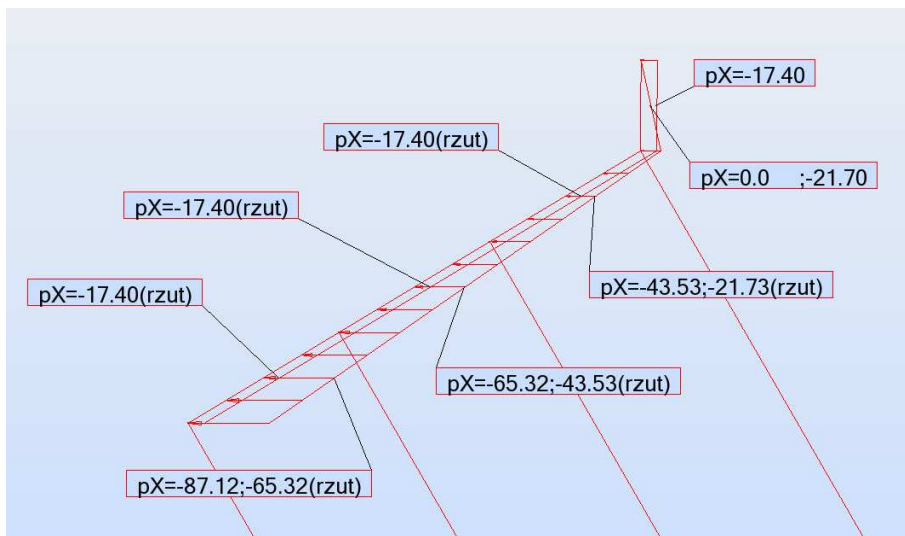 pX=-17.40
pX=-17.40(rzut)
pX=0.0 ;-21.70
pX=-17.40(rzut)
pX=-43.53;-21.73(rzut)
pX=-17.40(rzut)
pX=-65.32;-43.53(rzut)
pX=-87.12;-65.32(rzut)